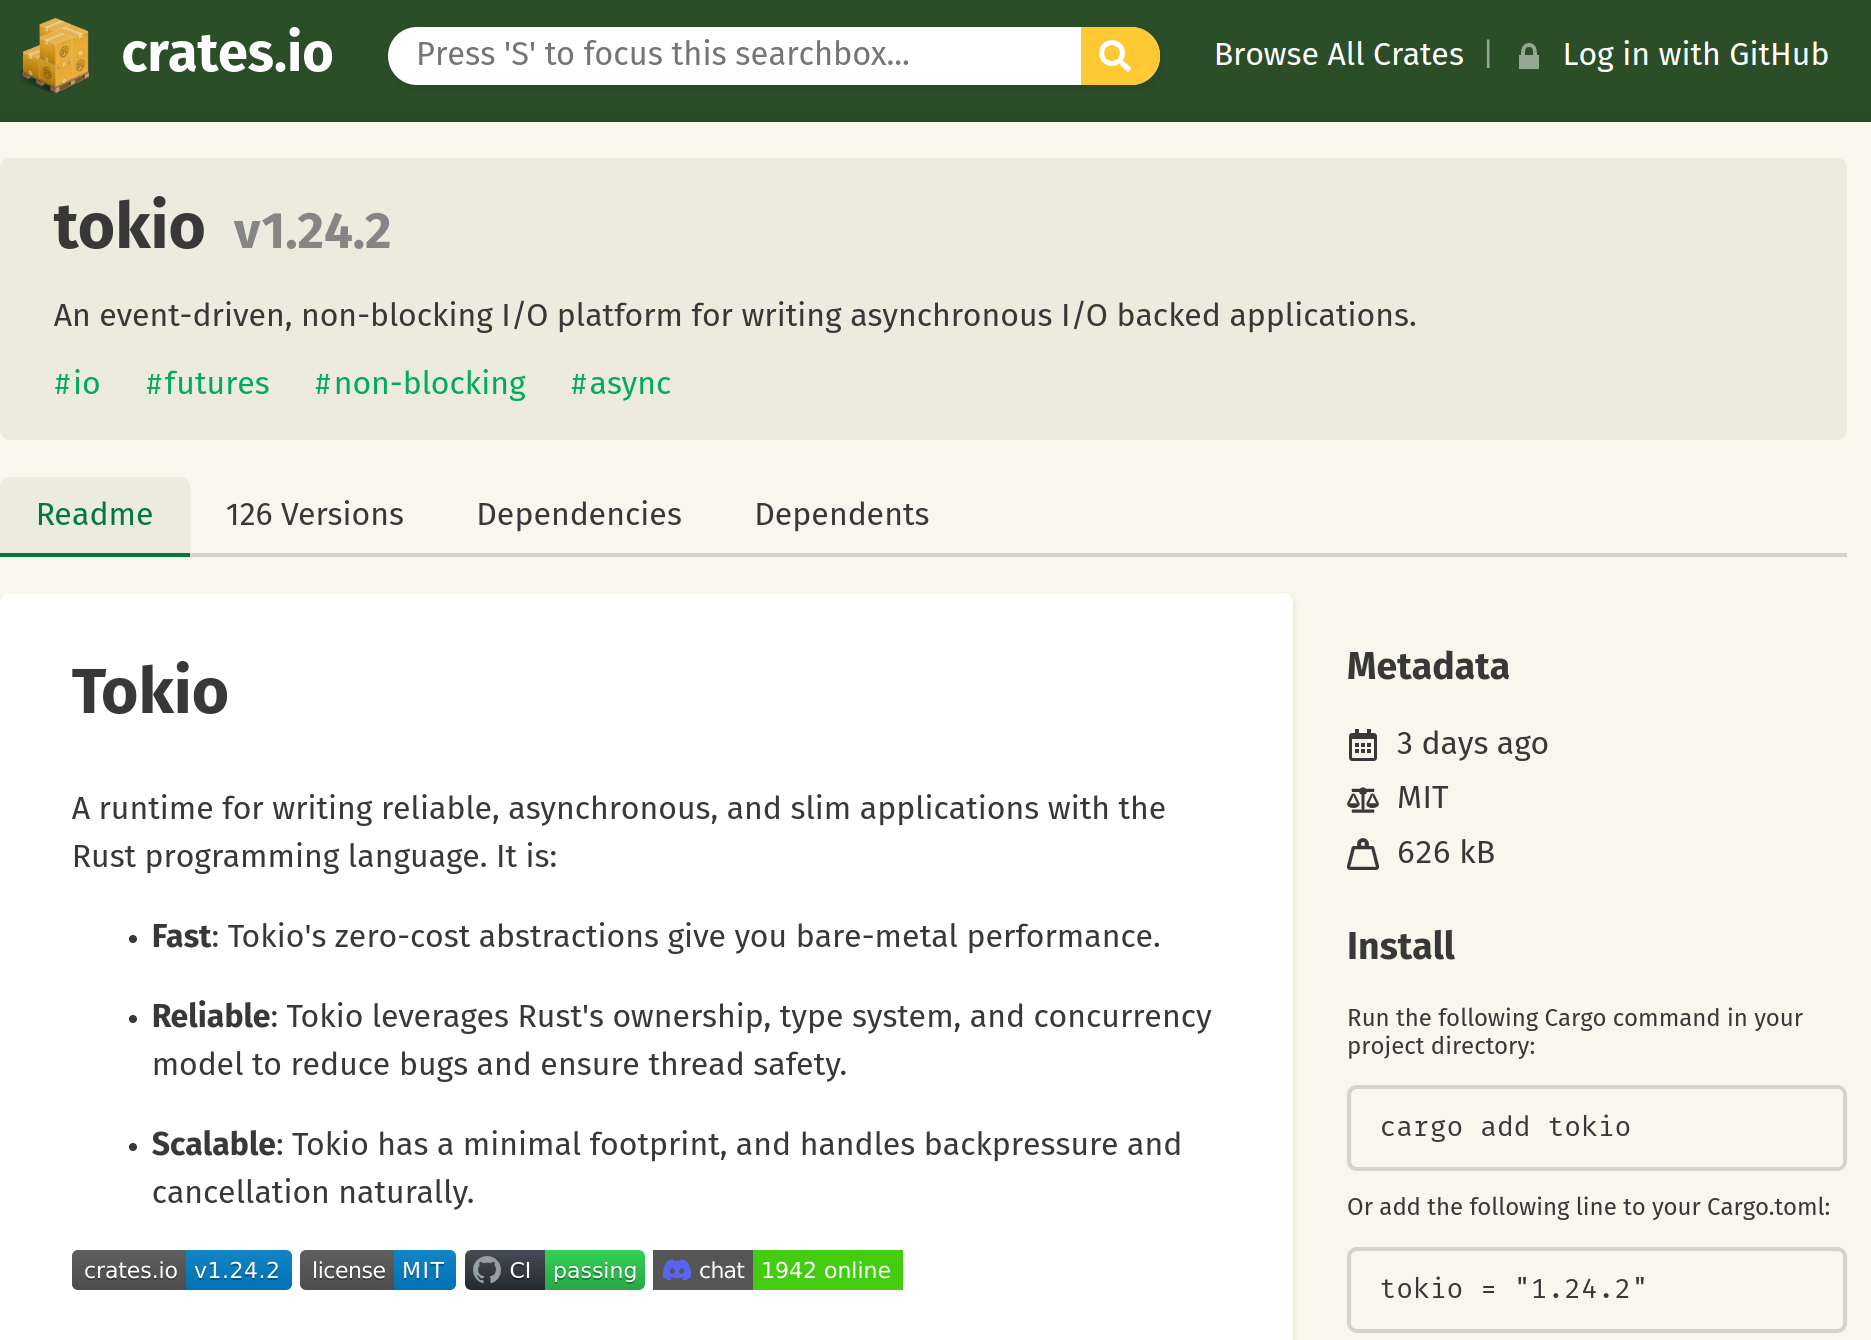 crates.io
Press 'S' to focus this searchbox...
Browse All Crates | Log in with GitHub
tokio v1.24.2
An event-driven, non-blocking I/O platform for writing asynchronous I/O backed applications.
#io #futures #non-blocking #async
Readme 126 Versions Dependencies Dependents
Tokio
A runtime for writing reliable, asynchronous, and slim applications with the
Rust programming language. It is:
• Fast: Tokio's zero-cost abstractions give you bare-metal performance.
• Reliable: Tokio leverages Rust's ownership, type system, and concurrency
model to reduce bugs and ensure thread safety.
• Scalable: Tokio has a minimal footprint, and handles backpressure and
cancellation naturally.
crates.io v1.24.2 license MIT CI passing chat 1942 online
Metadata
3 days ago
MIT
626 kB
Install
Run the following Cargo command in your
project directory:
cargo add tokio
Or add the following line to your Cargo.toml:
tokio = "1.24.2"